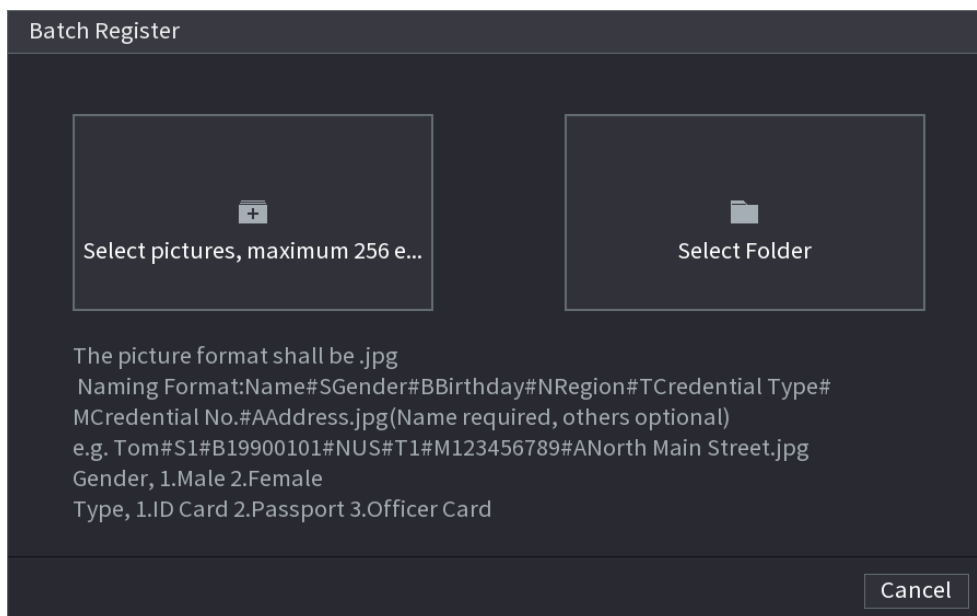 Batch Register
Select pictures, maximum 256 e...
Select Folder
The picture format shall be .jpg
Naming Format:Name#SGender#BBirthday#NRegion#TCredential Type#
MCredential No.#AAddress.jpg(Name required, others optional)
e.g. Tom#S1#B19900101#NUS#T1#M123456789#ANorth Main Street.jpg
Gender, 1.Male 2.Female
Type, 1.ID Card 2.Passport 3.Officer Card
Cancel